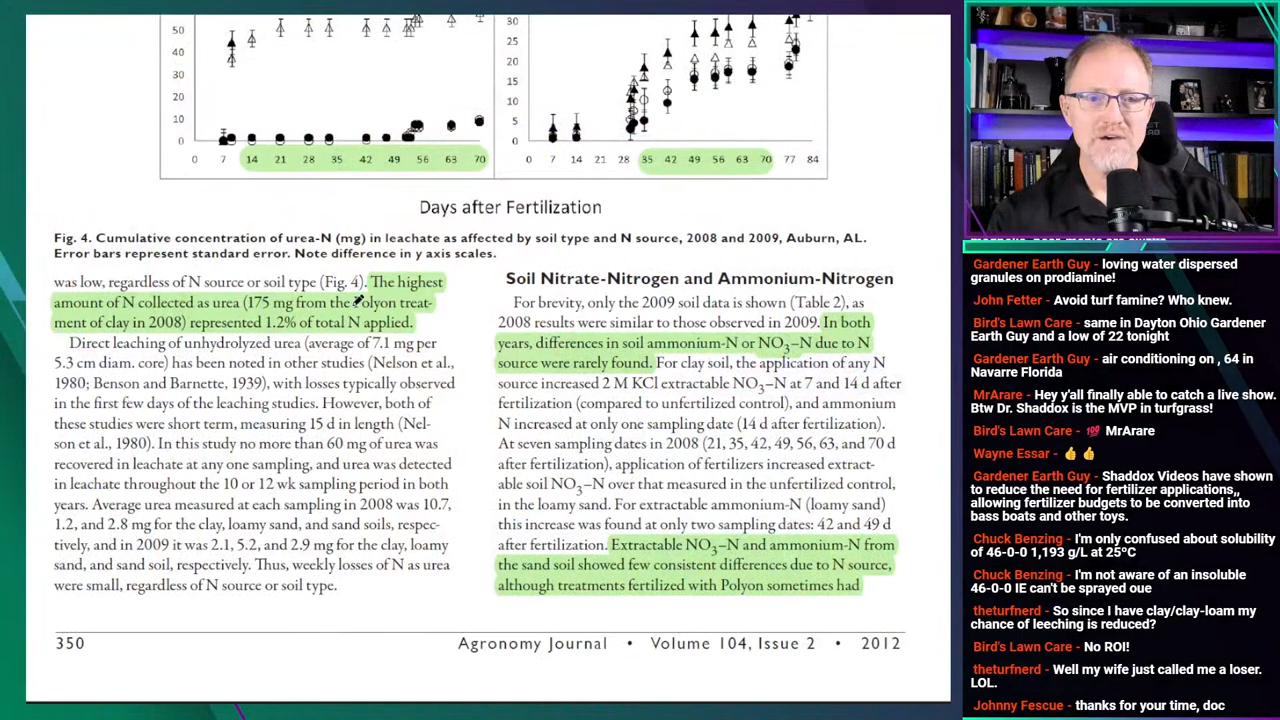 50
40
30
20
10
0
0 7 14 21 28 35 42 49 56 63 70
30
25
20
15
10
5
0
0 7 14 21 28 35 42 49 56 63 70 77 84
Days after Fertilization
Fig. 4. Cumulative concentration of urea-N (mg) in leachate as affected by soil type and N source, 2008 and 2009, Auburn, AL.
Error bars represent standard error. Note difference in y axis scales.
was low, regardless of N source or soil type (Fig. 4). The highest
amount of N collected as urea (175 mg from the Polyon treat-
ment of clay in 2008) represented 1.2% of total N applied.
Direct leaching of unhydrolyzed urea (average of 7.1 mg per
5.3 cm diam. core) has been noted in other studies (Nelson et al.,
1980; Benson and Barnette, 1939), with losses typically observed
in the first few days of the leaching studies. However, both of
these studies were short term, measuring 15 d in length (Nel-
son et al., 1980). In this study no more than 60 mg of urea was
recovered in leachate at any one sampling, and urea was detected
in leachate throughout the 10 or 12 wk sampling period in both
years. Average urea measured at each sampling in 2008 was 10.7,
1.2, and 2.8 mg for the clay, loamy sand, and sand soils, respec-
tively, and in 2009 it was 2.1, 5.2, and 2.9 mg for the clay, loamy
sand, and sand soil, respectively. Thus, weekly losses of N as urea
were small, regardless of N source or soil type.
Soil Nitrate-Nitrogen and Ammonium-Nitrogen
For brevity, only the 2009 soil data is shown (Table 2), as
2008 results were similar to those observed in 2009. In both
years, differences in soil ammonium-N or NO3–N due to N
source were rarely found. For clay soil, the application of any N
source increased 2 M KCl extractable NO3–N at 7 and 14 d after
fertilization (compared to unfertilized control), and ammonium
N increased at only one sampling date (14 d after fertilization).
At seven sampling dates in 2008 (21, 35, 42, 49, 56, 63, and 70 d
after fertilization), application of fertilizers increased extract-
able soil NO3–N over that measured in the unfertilized control,
in the loamy sand. For extractable ammonium-N (loamy sand)
this increase was found at only two sampling dates: 42 and 49 d
after fertilization. Extractable NO3–N and ammonium-N from
the sand soil showed few consistent differences due to N source,
although treatments fertilized with Polyon sometimes had
350
Agronomy Journal • Volume 104, Issue 2 • 2012
Gardener Earth Guy - loving water dispersed
granules on prodiamine!
John Fetter - Avoid turf famine? Who knew.
Bird's Lawn Care - same in Dayton Ohio Gardener
Earth Guy and a low of 22 tonight
Gardener Earth Guy - air conditioning on , 64 in
Navarre Florida
MrArare - Hey y'all finally able to catch a live show.
Btw Dr. Shaddox is the MVP in turfgrass!
Bird's Lawn Care - 💯 MrArare
Wayne Essar - 👍 👍
Gardener Earth Guy - Shaddox Videos have shown
to reduce the need for fertilizer applications,,
allowing fertilizer budgets to be converted into
bass boats and other toys.
Chuck Benzing - I'm only confused about solubility
of 46-0-0 1,193 g/L at 25ºC
Chuck Benzing - I'm not aware of an insoluble
46-0-0 IE can't be sprayed oue
theturfnerd - So since I have clay/clay-loam my
chance of leeching is reduced?
Bird's Lawn Care - No ROI!
theturfnerd - Well my wife just called me a loser.
LOL.
Johnny Fescue - thanks for your time, doc